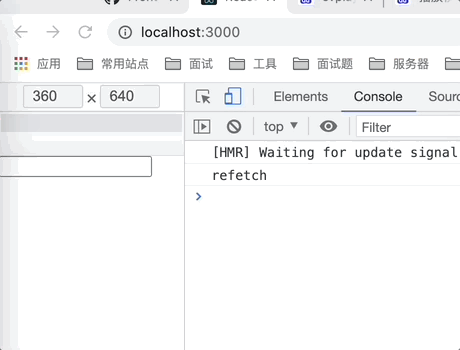 localhost:3000
应用 常用站点 面试 工具 面试题 服务器
360 × 640
Elements Console Sourc
top Filter
[HMR] Waiting for update signal
refetch